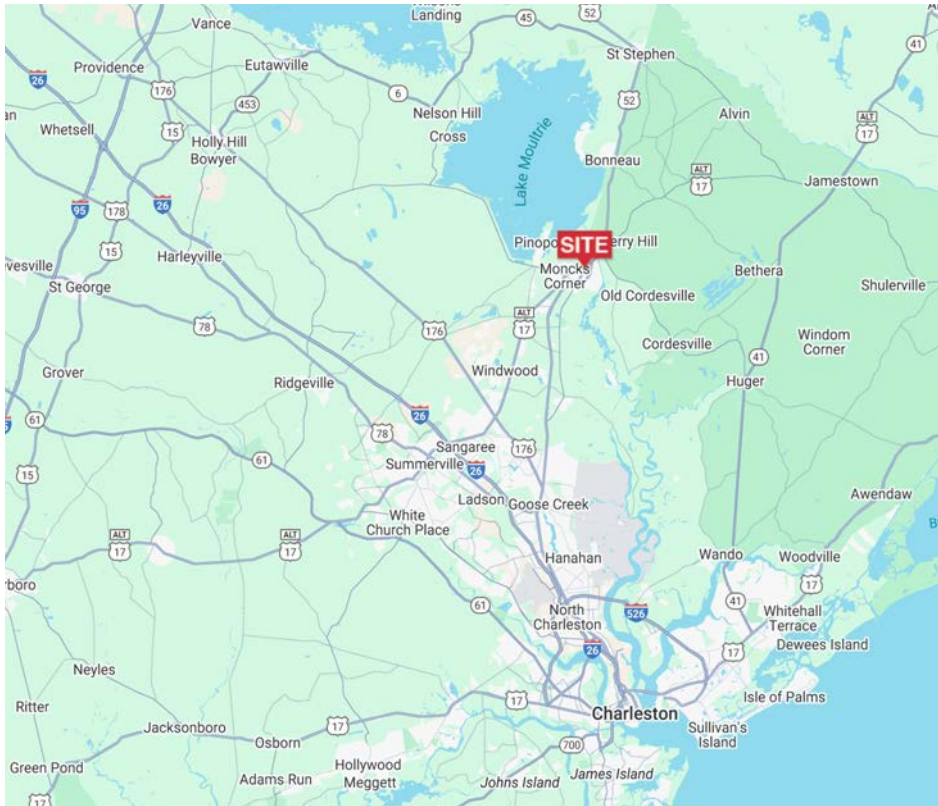 Landing
45
52
Vance
St Stephen
Providence
Eutawville
26
176
41
453
6
Nelson Hill
52
Alvin
ALT
17
Whetsell
15
Holly Hill
Bowyer
Cross
Lake Moultrie
Bonneau
ALT
17
Jamestown
95
178
26
15
Harleyville
SITE
Moncks
Corner
Bethera
Shulerville
St George
Old Cordesville
78
176
ALT
17
Windom
Corner
Cordesville
41
Grover
Ridgeville
Windwood
Huger
61
26
78
Sangaree
176
15
61
Summerville
26
Ladson
Goose Creek
Awendaw
ALT
17
ALT
17
White
Church Place
Hanahan
Wando
Woodville
17
61
North
Charleston
526
41
Whitehall
Terrace
26
17
Dewees Island
Neyles
Isle of Palms
Ritter
17
17
Charleston
Sullivan's
Island
Jacksonboro
Osborn
700
Green Pond
Adams Run
Hollywood
Meggett
Johns Island
James Island
17